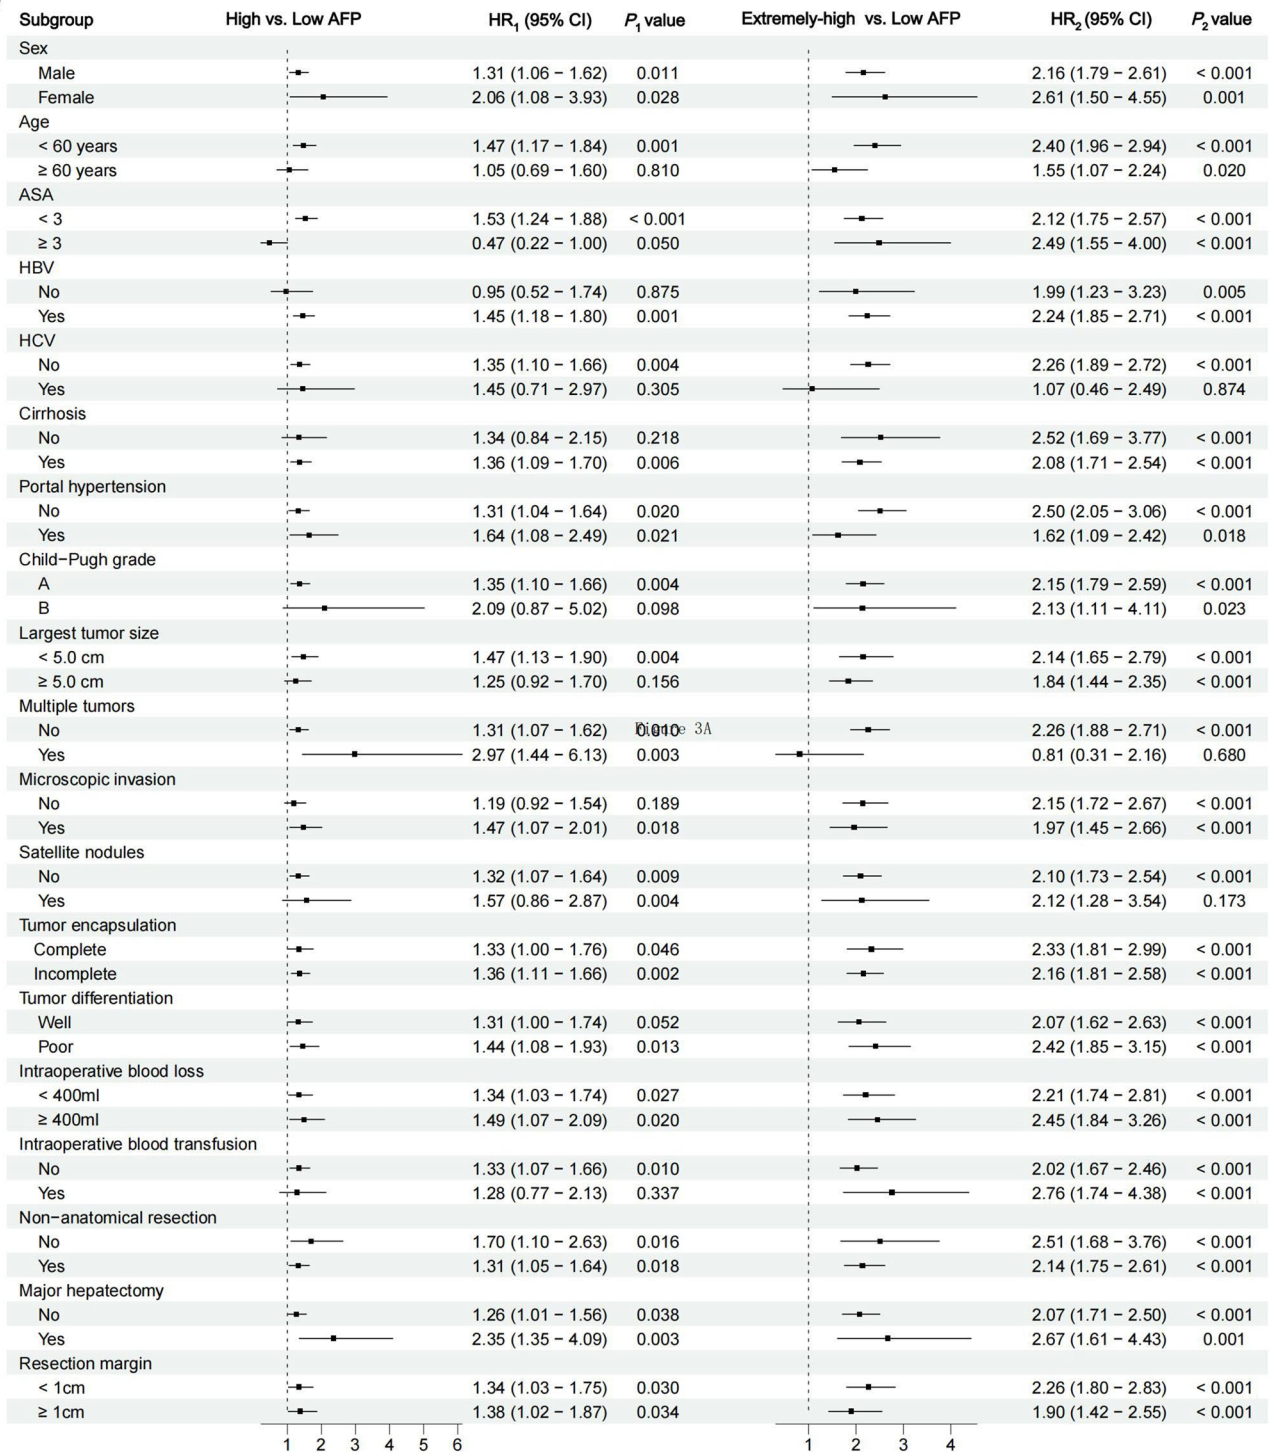 Subgroup High vs. Low AFP HR1 (95% CI) P1 value Extremely-high vs. Low AFP HR2 (95% CI) P2 value
Sex
Male 1.31 (1.06 − 1.62) 0.011 2.16 (1.79 − 2.61) < 0.001
Female 2.06 (1.08 − 3.93) 0.028 2.61 (1.50 − 4.55) 0.001
Age
< 60 years 1.47 (1.17 − 1.84) 0.001 2.40 (1.96 − 2.94) < 0.001
≥ 60 years 1.05 (0.69 − 1.60) 0.810 1.55 (1.07 − 2.24) 0.020
ASA
< 3 1.53 (1.24 − 1.88) < 0.001 2.12 (1.75 − 2.57) < 0.001
≥ 3 0.47 (0.22 − 1.00) 0.050 2.49 (1.55 − 4.00) < 0.001
HBV
No 0.95 (0.52 − 1.74) 0.875 1.99 (1.23 − 3.23) 0.005
Yes 1.45 (1.18 − 1.80) 0.001 2.24 (1.85 − 2.71) < 0.001
HCV
No 1.35 (1.10 − 1.66) 0.004 2.26 (1.89 − 2.72) < 0.001
Yes 1.45 (0.71 − 2.97) 0.305 1.07 (0.46 − 2.49) 0.874
Cirrhosis
No 1.34 (0.84 − 2.15) 0.218 2.52 (1.69 − 3.77) < 0.001
Yes 1.36 (1.09 − 1.70) 0.006 2.08 (1.71 − 2.54) < 0.001
Portal hypertension
No 1.31 (1.04 − 1.64) 0.020 2.50 (2.05 − 3.06) < 0.001
Yes 1.64 (1.08 − 2.49) 0.021 1.62 (1.09 − 2.42) 0.018
Child−Pugh grade
A 1.35 (1.10 − 1.66) 0.004 2.15 (1.79 − 2.59) < 0.001
B 2.09 (0.87 − 5.02) 0.098 2.13 (1.11 − 4.11) 0.023
Largest tumor size
< 5.0 cm 1.47 (1.13 − 1.90) 0.004 2.14 (1.65 − 2.79) < 0.001
≥ 5.0 cm 1.25 (0.92 − 1.70) 0.156 1.84 (1.44 − 2.35) < 0.001
Multiple tumors
No 1.31 (1.07 − 1.62) 0.010 Figure 3A 2.26 (1.88 − 2.71) < 0.001
Yes 2.97 (1.44 − 6.13) 0.003 0.81 (0.31 − 2.16) 0.680
Microscopic invasion
No 1.19 (0.92 − 1.54) 0.189 2.15 (1.72 − 2.67) < 0.001
Yes 1.47 (1.07 − 2.01) 0.018 1.97 (1.45 − 2.66) < 0.001
Satellite nodules
No 1.32 (1.07 − 1.64) 0.009 2.10 (1.73 − 2.54) < 0.001
Yes 1.57 (0.86 − 2.87) 0.004 2.12 (1.28 − 3.54) 0.173
Tumor encapsulation
Complete 1.33 (1.00 − 1.76) 0.046 2.33 (1.81 − 2.99) < 0.001
Incomplete 1.36 (1.11 − 1.66) 0.002 2.16 (1.81 − 2.58) < 0.001
Tumor differentiation
Well 1.31 (1.00 − 1.74) 0.052 2.07 (1.62 − 2.63) < 0.001
Poor 1.44 (1.08 − 1.93) 0.013 2.42 (1.85 − 3.15) < 0.001
Intraoperative blood loss
< 400ml 1.34 (1.03 − 1.74) 0.027 2.21 (1.74 − 2.81) < 0.001
≥ 400ml 1.49 (1.07 − 2.09) 0.020 2.45 (1.84 − 3.26) < 0.001
Intraoperative blood transfusion
No 1.33 (1.07 − 1.66) 0.010 2.02 (1.67 − 2.46) < 0.001
Yes 1.28 (0.77 − 2.13) 0.337 2.76 (1.74 − 4.38) < 0.001
Non−anatomical resection
No 1.70 (1.10 − 2.63) 0.016 2.51 (1.68 − 3.76) < 0.001
Yes 1.31 (1.05 − 1.64) 0.018 2.14 (1.75 − 2.61) < 0.001
Major hepatectomy
No 1.26 (1.01 − 1.56) 0.038 2.07 (1.71 − 2.50) < 0.001
Yes 2.35 (1.35 − 4.09) 0.003 2.67 (1.61 − 4.43) 0.001
Resection margin
< 1cm 1.34 (1.03 − 1.75) 0.030 2.26 (1.80 − 2.83) < 0.001
≥ 1cm 1.38 (1.02 − 1.87) 0.034 1.90 (1.42 − 2.55) < 0.001
1 2 3 4 5 6 1 2 3 4